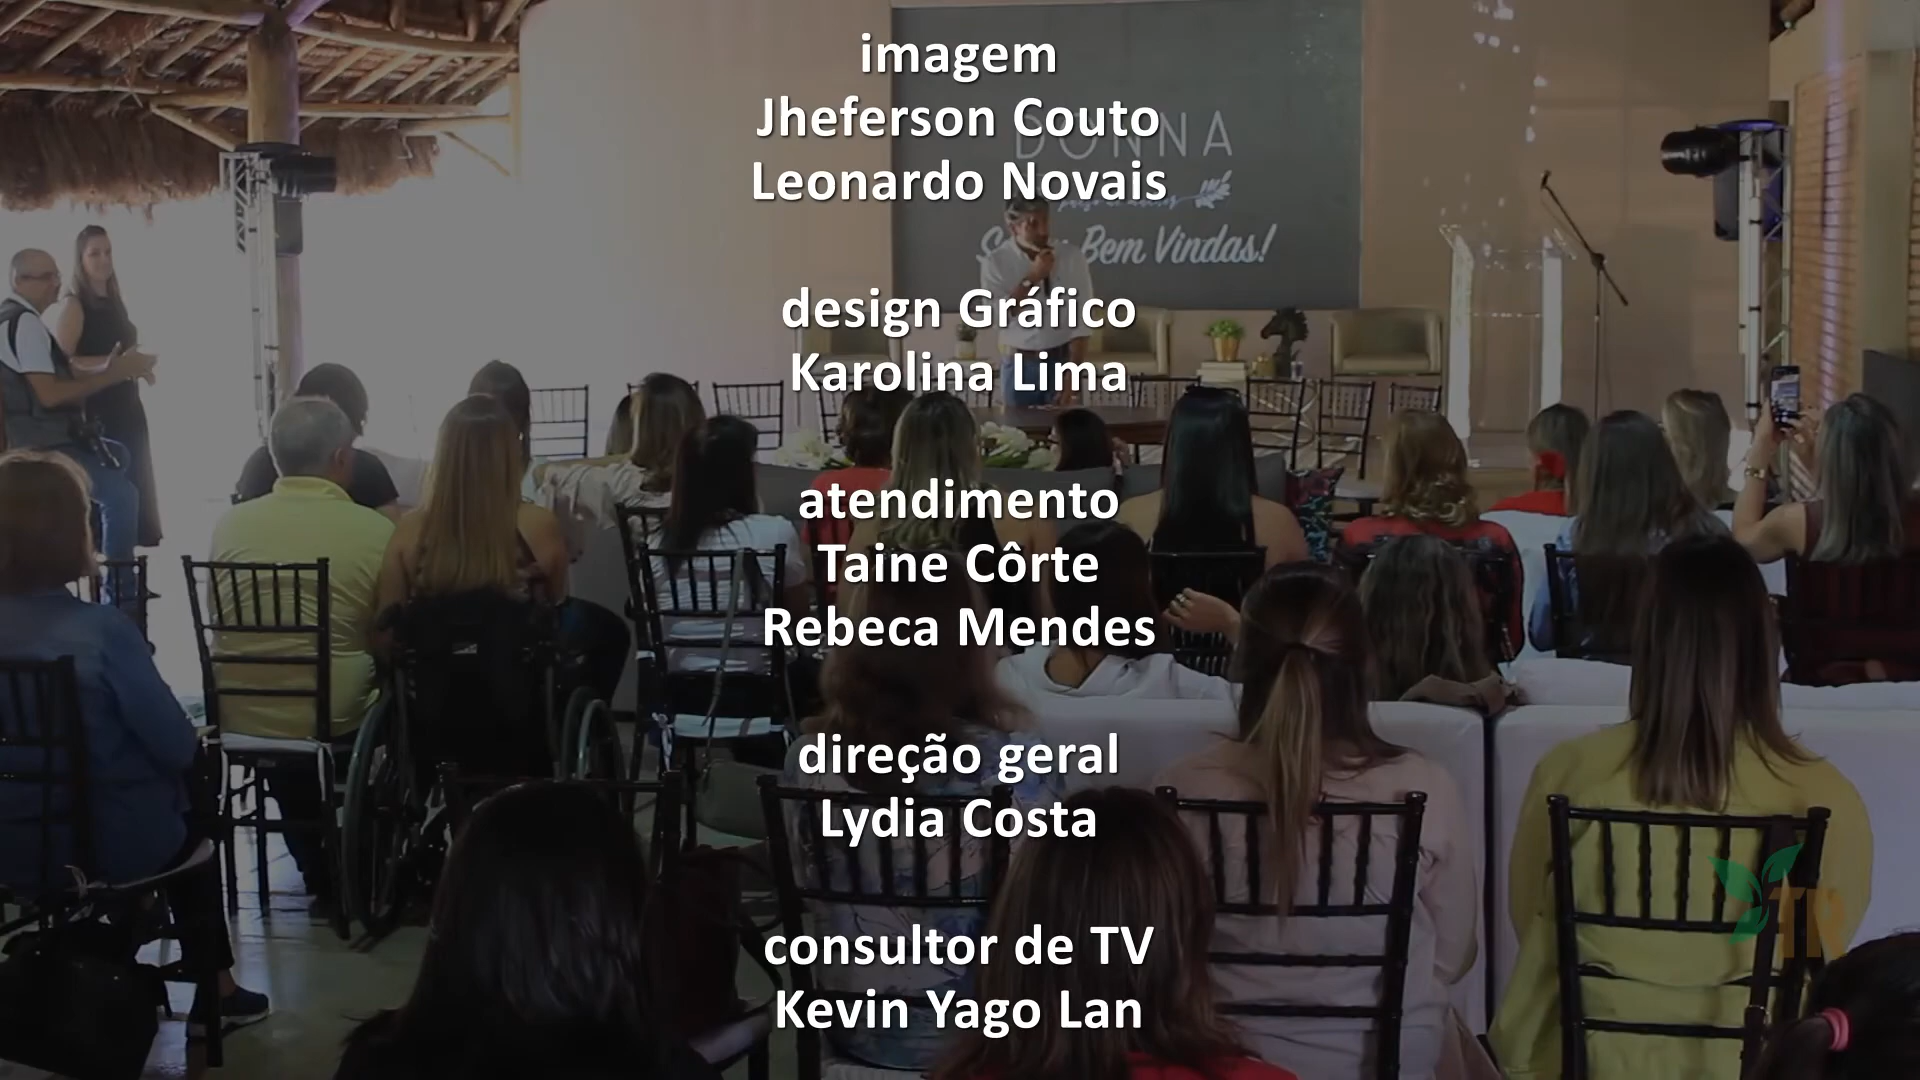 imagem
Jheferson Couto
DONNA
Leonardo Novais
Bem Vindas!
design Gráfico
Karolina Lima
atendimento
Taine Côrte
Rebeca Mendes
direção geral
Lydia Costa
consultor de TV
Kevin Yago Lan